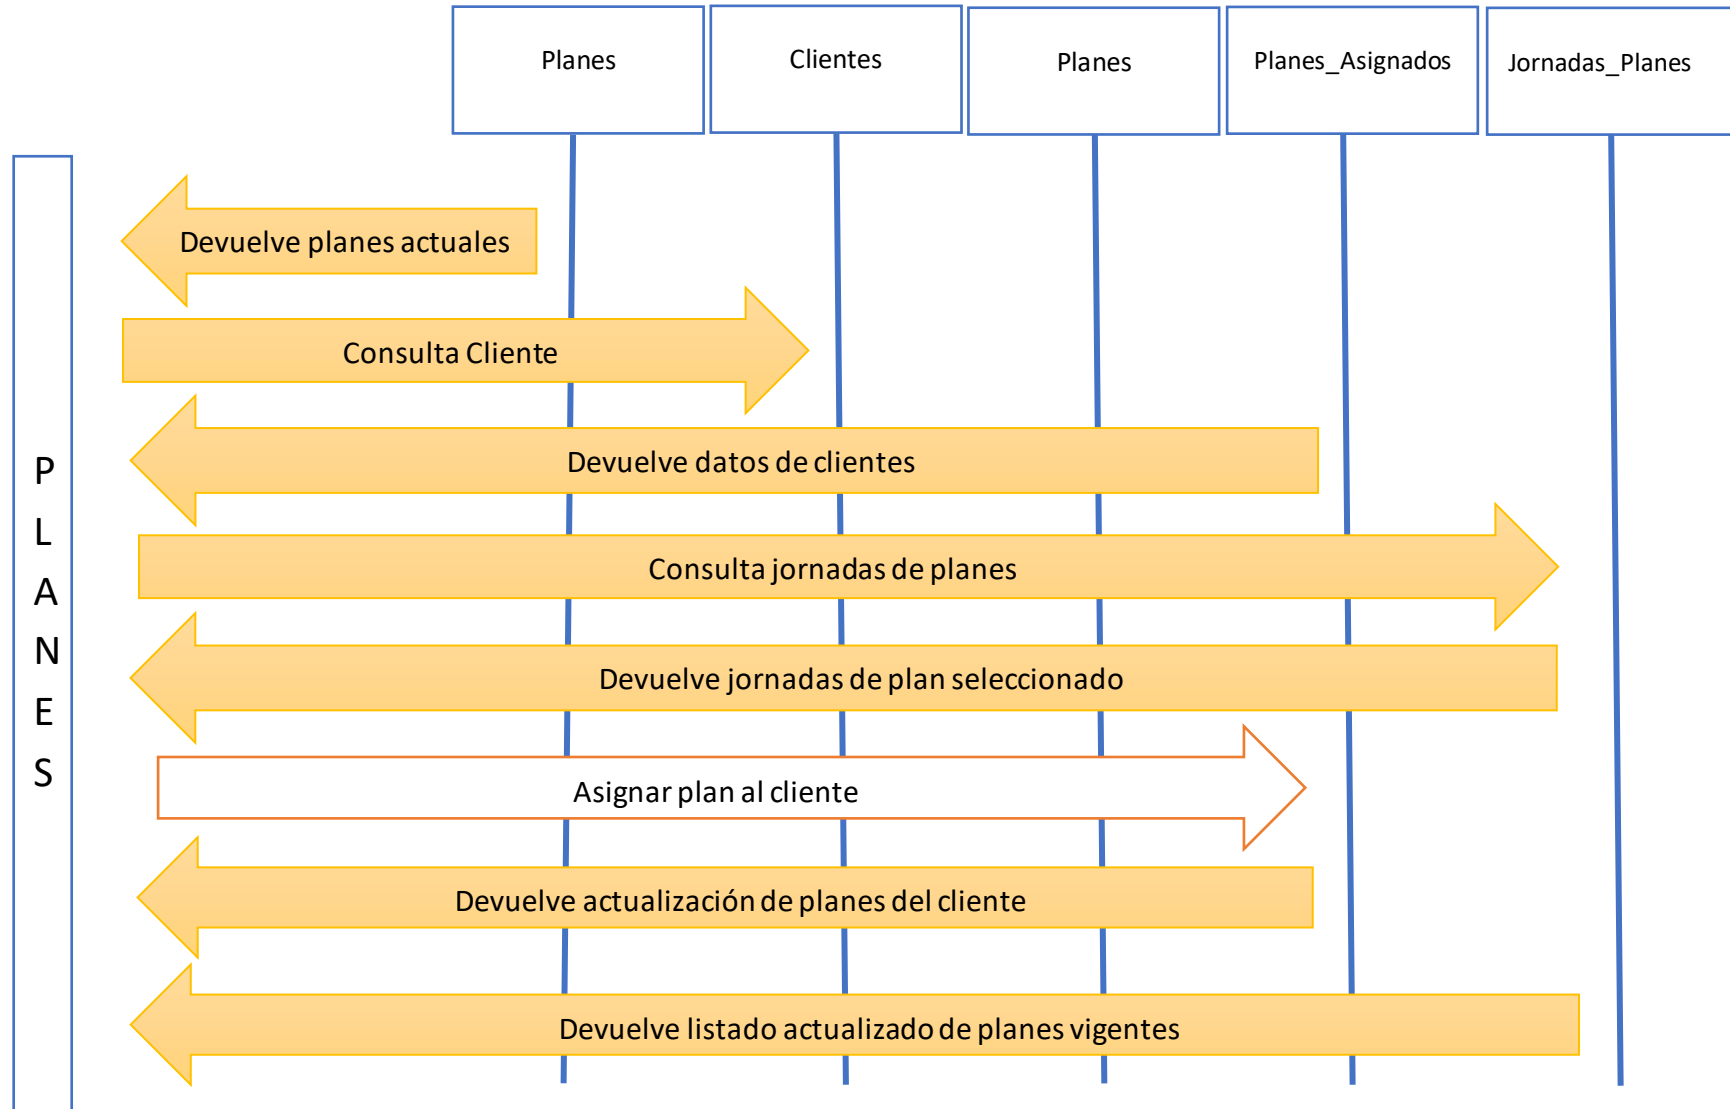 Planes
Clientes
Planes
Planes_Asignados
Jornadas_Planes
Devuelve planes actuales
Consulta Cliente
Devuelve datos de clientes
Consulta jornadas de planes
Devuelve jornadas de plan seleccionado
Asignar plan al cliente
Devuelve actualización de planes del cliente
Devuelve listado actualizado de planes vigentes
P
L
A
N
E
S